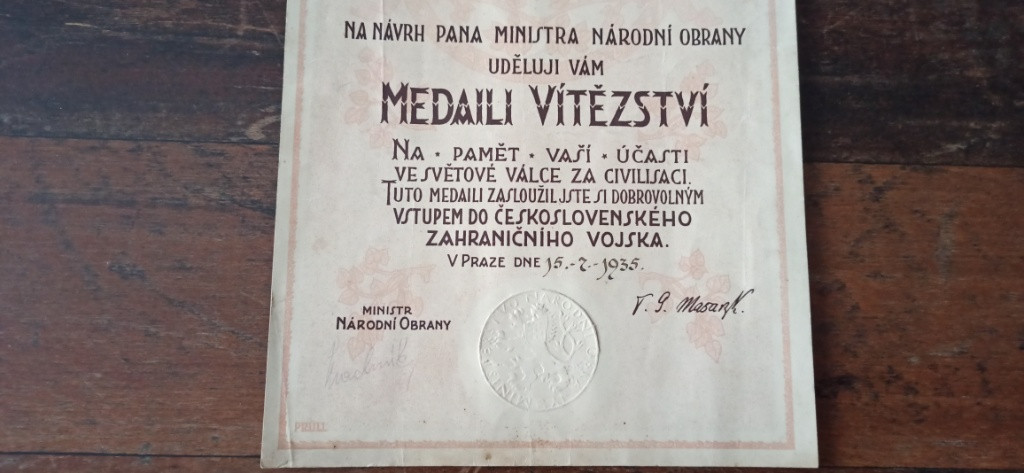 NA NÁVRH PANA MINISTRA NÁRODNÍ OBRANY
UDĚLUJI VÁM
MEDAILI VÍTĚZSTVÍ
NA * PAMĚT * VAŠÍ * ÚČASTI
VE SVĚTOVÉ VÁLCE ZA CIVILISACI.
TUTO MEDAILI ZASLOUŽIL JSTE SI DOBROVOLNÝM
VSTUPEM DO ČESKOSLOVENSKÉHO
ZAHRANIČNÍHO VOJSKA.
V PRAZE DNE 15.-7.-1935.
T. G. Masaryk.
MINISTR
NÁRODNÍ OBRANY
PRÜLL